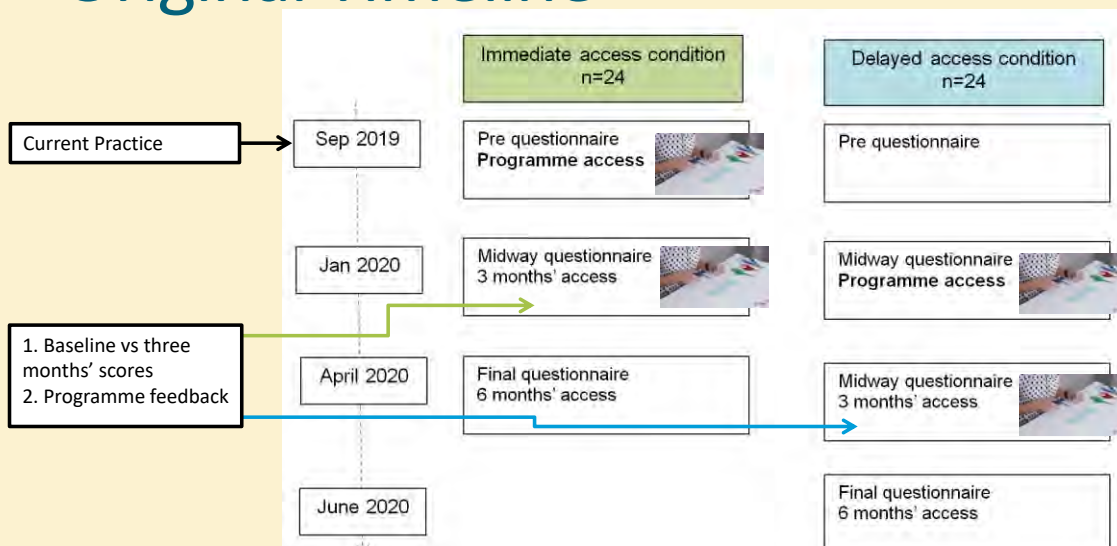 Original Timeline
Immediate access condition
n=24
Delayed access condition
n=24
Current Practice
Sep 2019
Pre questionnaire
Programme access
Pre questionnaire
Jan 2020
Midway questionnaire
3 months' access
Midway questionnaire
Programme access
1. Baseline vs three
months' scores
2. Programme feedback
April 2020
Final questionnaire
6 months' access
Midway questionnaire
3 months' access
June 2020
Final questionnaire
6 months' access